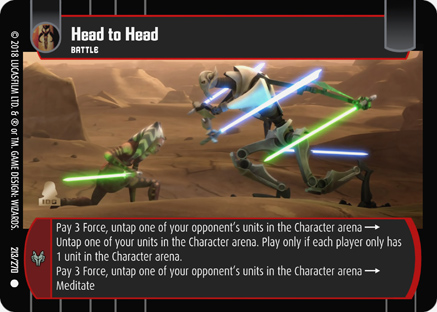 Head to Head
BATTLE
Pay 3 Force, untap one of your opponent's units in the Character arena →
Untap one of your units in the Character arena. Play only if each player only has
1 unit in the Character arena.
Pay 3 Force, untap one of your opponent's units in the Character arena →
Meditate
© 2018 LUCASFILM LTD. & ® or TM. GAME DESIGN: WIZARDS.
213/270